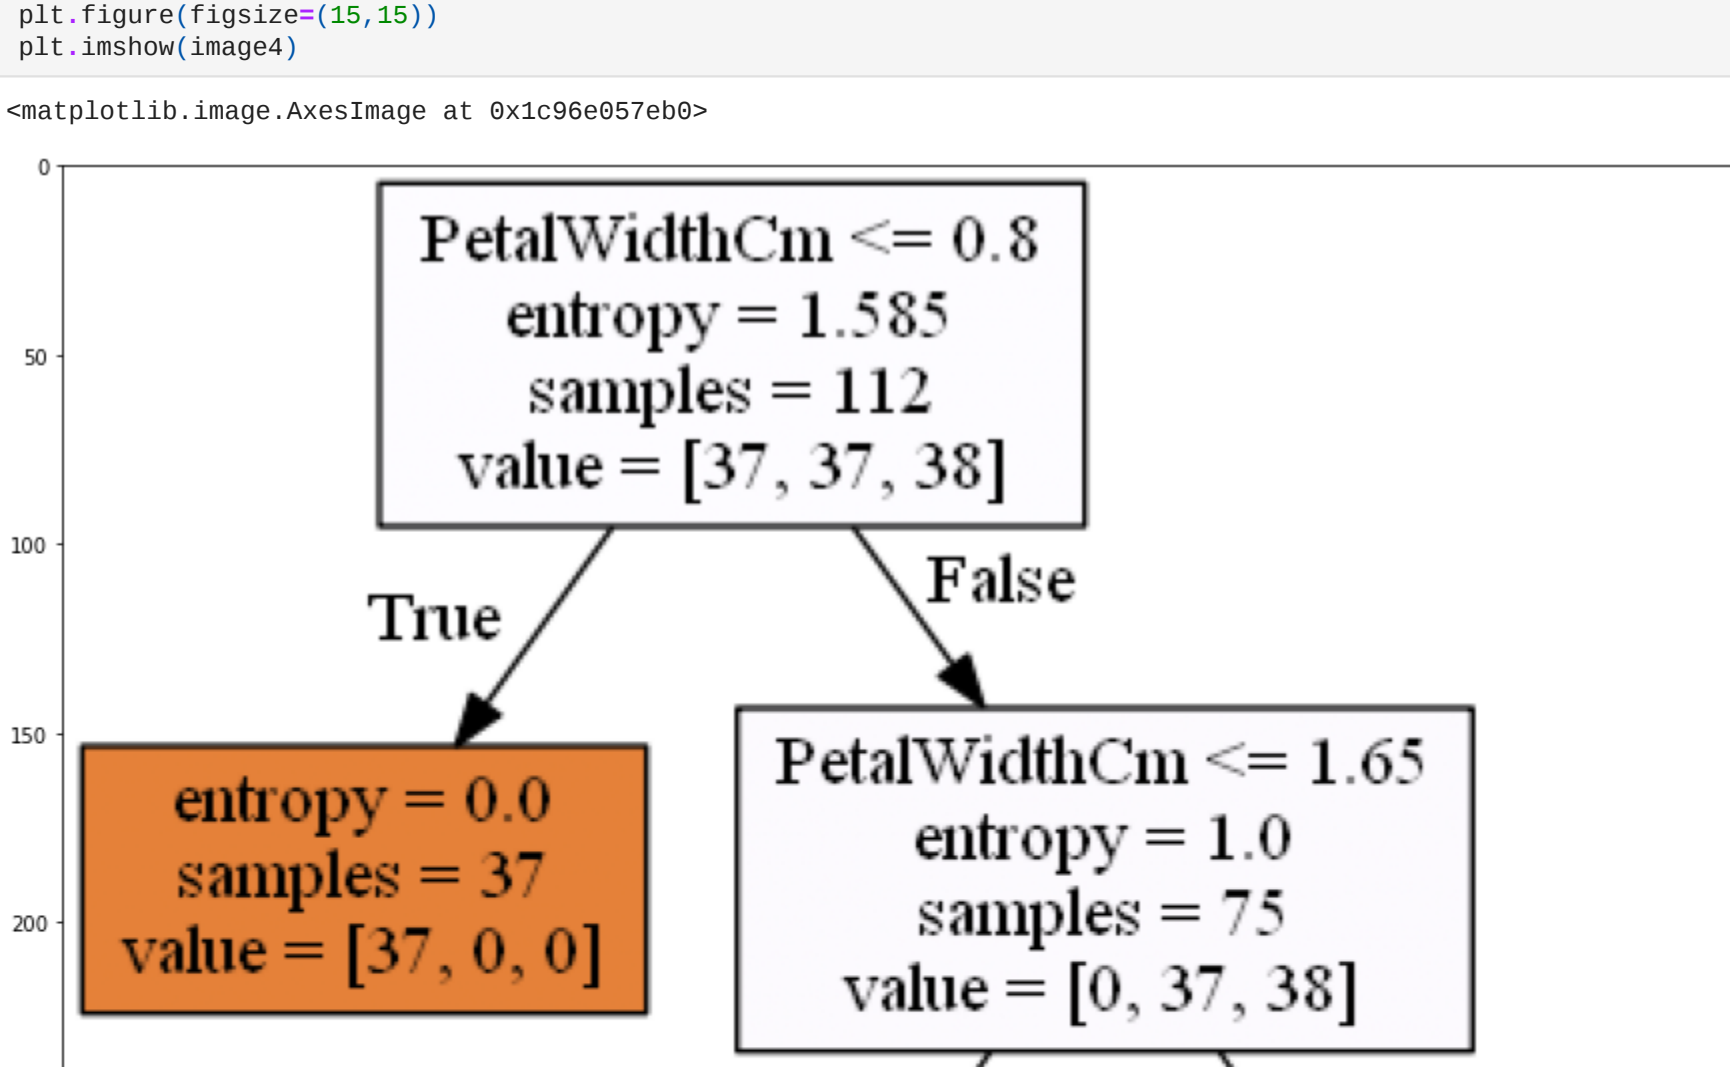 plt.figure(figsize=(15,15))
plt.imshow(image4)
<matplotlib.image.AxesImage at 0x1c96e057eb0>
0
PetalWidthCm <= 0.8
entropy = 1.585
50
samples = 112
value = [37, 37, 38]
100
True
False
150
PetalWidthCm <= 1.65
entropy = 0.0
entropy = 1.0
samples = 37
samples = 75
200
value = [37, 0, 0]
value = [0, 37, 38]